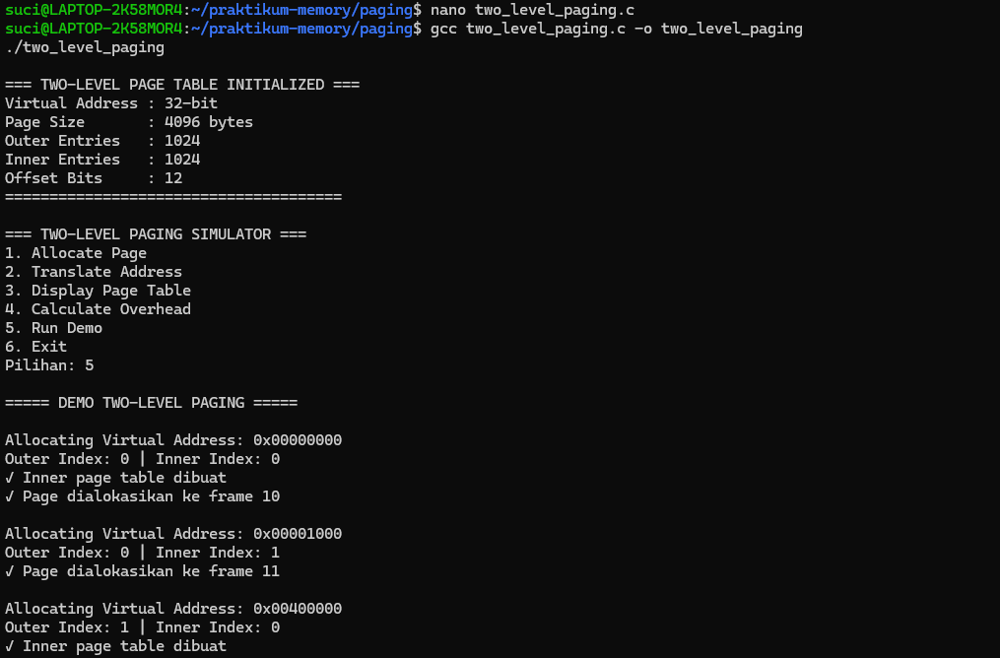 suci@LAPTOP-2K58MOR4:~/praktikum-memory/paging$ nano two_level_paging.c
suci@LAPTOP-2K58MOR4:~/praktikum-memory/paging$ gcc two_level_paging.c -o two_level_paging
./two_level_paging
=== TWO-LEVEL PAGE TABLE INITIALIZED ===
Virtual Address : 32-bit
Page Size       : 4096 bytes
Outer Entries   : 1024
Inner Entries   : 1024
Offset Bits     : 12
======================================
=== TWO-LEVEL PAGING SIMULATOR ===
1. Allocate Page
2. Translate Address
3. Display Page Table
4. Calculate Overhead
5. Run Demo
6. Exit
Pilihan: 5
===== DEMO TWO-LEVEL PAGING =====
Allocating Virtual Address: 0x00000000
Outer Index: 0 | Inner Index: 0
√ Inner page table dibuat
√ Page dialokasikan ke frame 10
Allocating Virtual Address: 0x00001000
Outer Index: 0 | Inner Index: 1
√ Page dialokasikan ke frame 11
Allocating Virtual Address: 0x00400000
Outer Index: 1 | Inner Index: 0
√ Inner page table dibuat